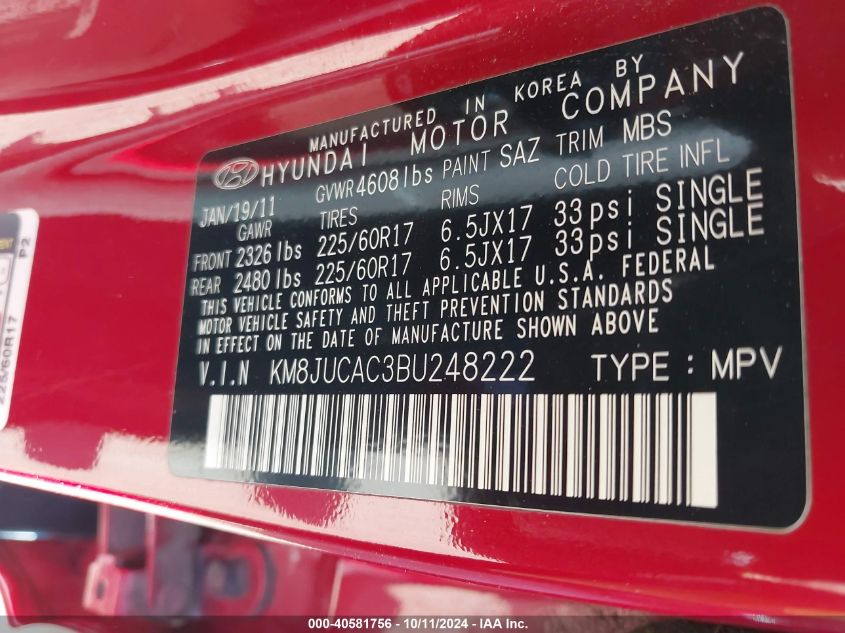 MANUFACTURED IN KOREA BY
HYUNDAI MOTOR COMPANY
JAN/19/11 GVWR 4608 lbs PAINT SAZ TRIM MBS
GAWR TIRES RIMS COLD TIRE INFL
FRONT 2326 lbs 225/60R17 6.5JX17 33psi SINGLE
REAR 2480 lbs 225/60R17 6.5JX17 33psi SINGLE
THIS VEHICLE CONFORMS TO ALL APPLICABLE U.S.A. FEDERAL
MOTOR VEHICLE SAFETY AND THEFT PREVENTION STANDARDS
IN EFFECT ON THE DATE OF MANUFACTURE SHOWN ABOVE
V.I.N KM8JUCAC3BU248222 TYPE : MPV
P2
225/60R17
000-40581756 - 10/11/2024 - IAA Inc.